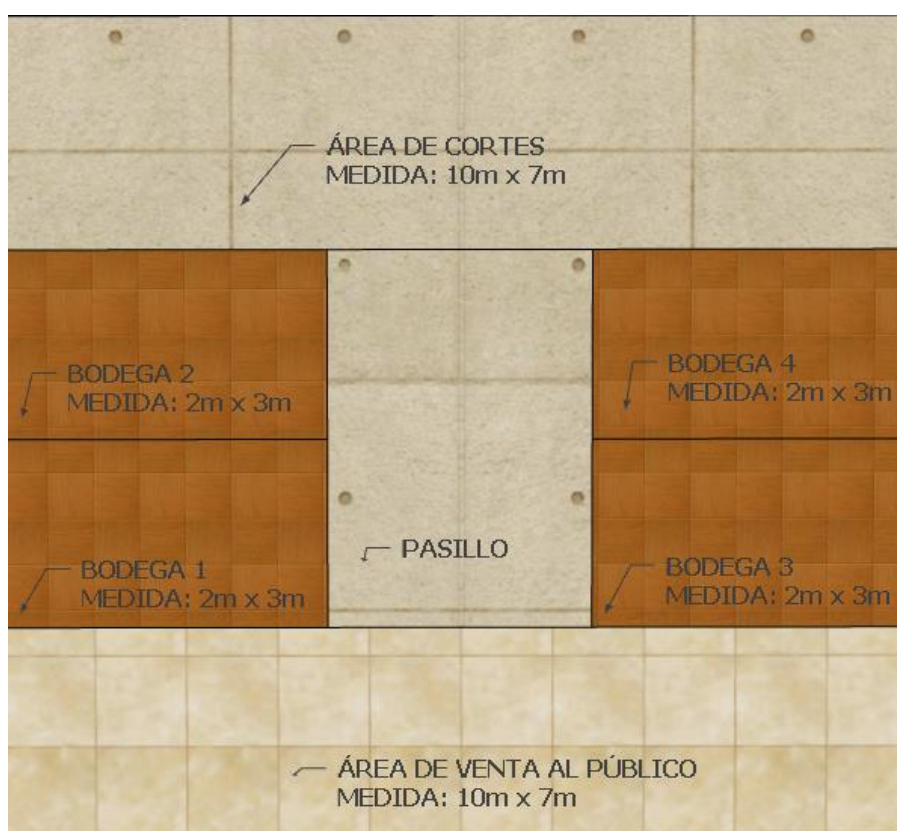 ÁREA DE CORTES
MEDIDA: 10m x 7m
BODEGA 2
MEDIDA: 2m x 3m
BODEGA 4
MEDIDA: 2m x 3m
PASILLO
BODEGA 1
MEDIDA: 2m x 3m
BODEGA 3
MEDIDA: 2m x 3m
ÁREA DE VENTA AL PÚBLICO
MEDIDA: 10m x 7m